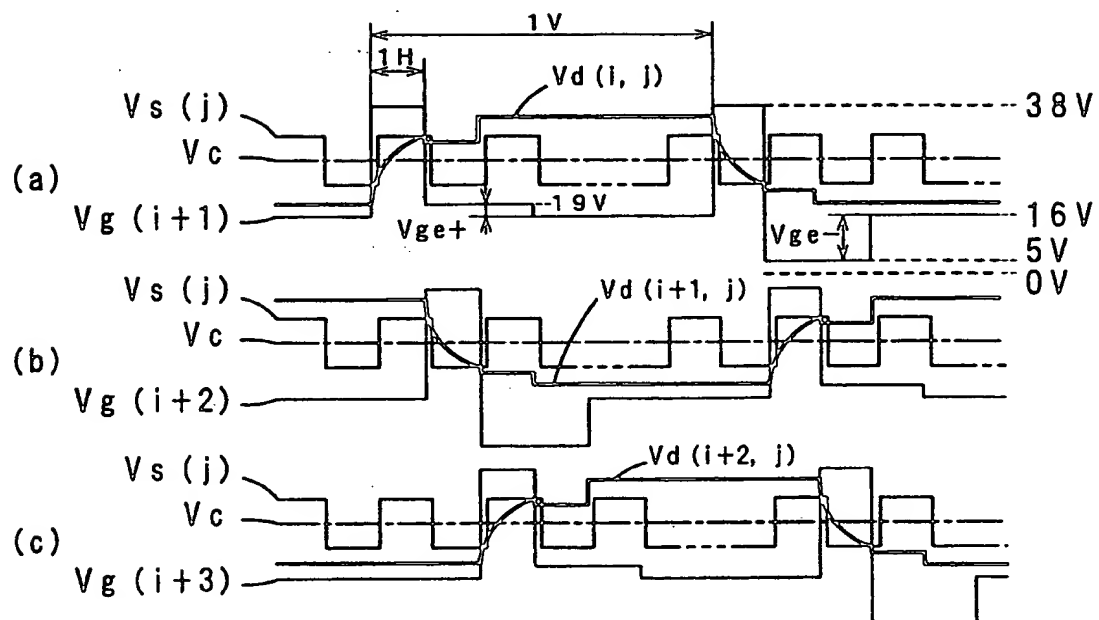 1V
1H
Vd(i, j)
Vs(j)
38V
Vc
(a)
19V
Vg(i+1)
Vge+
Vge-
16V
5V
0V
Vs(j)
Vd(i+1, j)
Vc
(b)
Vg(i+2)
Vs(j)
Vd(i+2, j)
Vc
(c)
Vg(i+3)